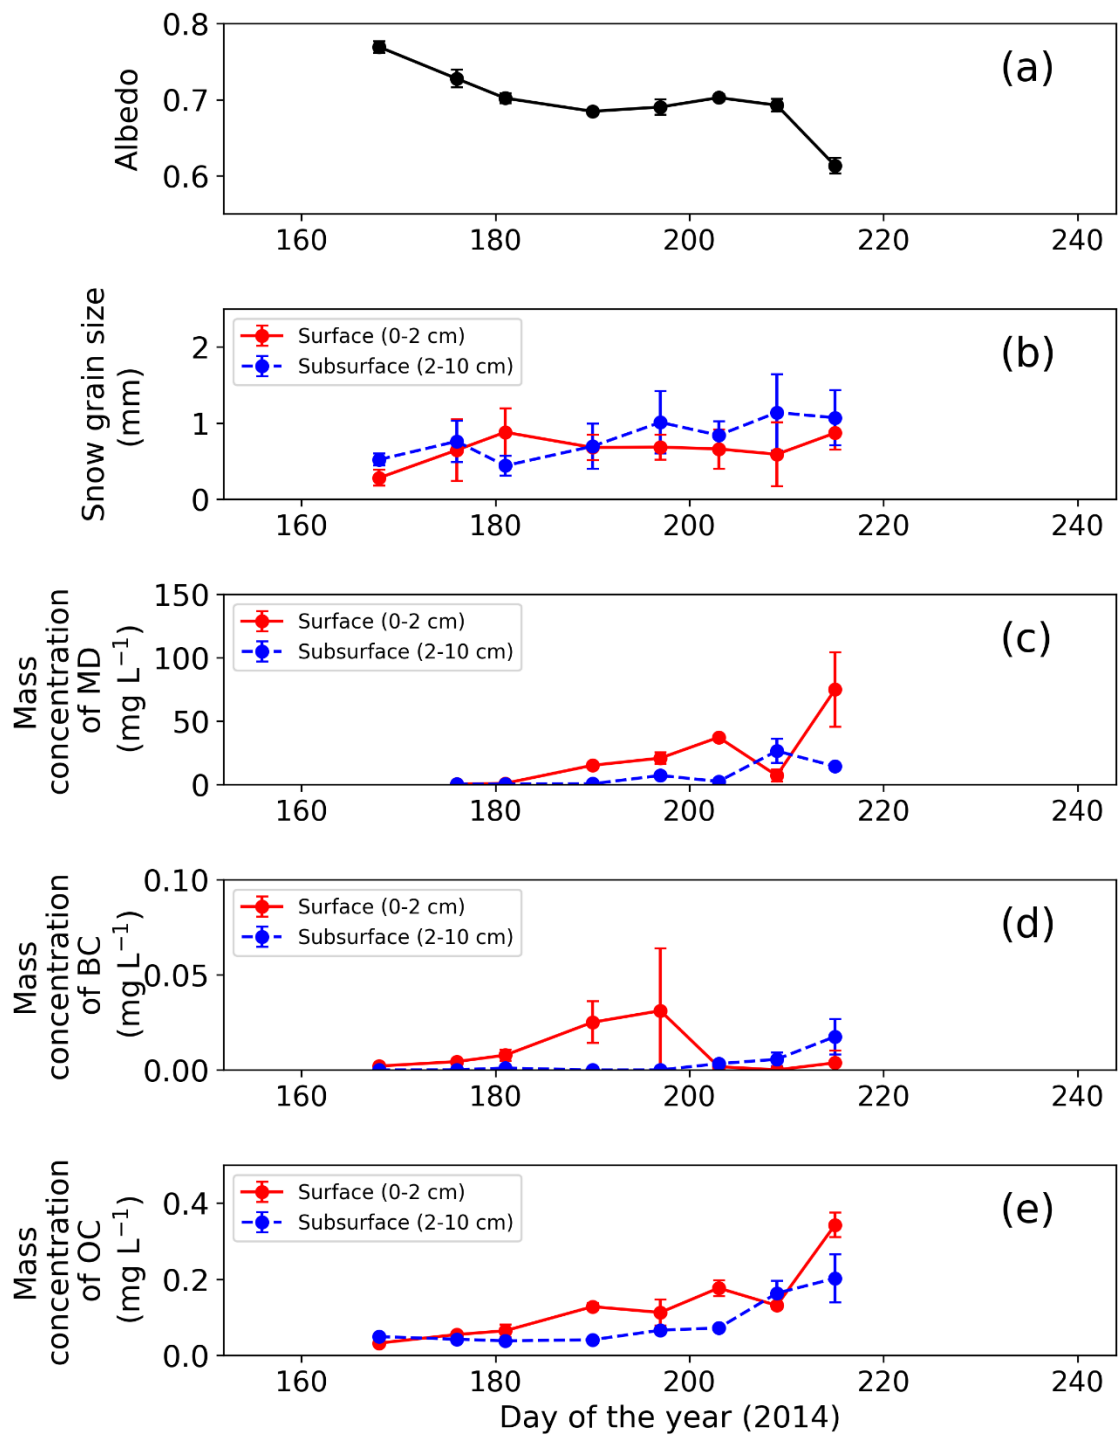 0.8
0.7
0.6
Albedo
(a)
160 180 200 220 240
2
1
0
Snow grain size
(mm)
Surface (0-2 cm)
Subsurface (2-10 cm)
(b)
160 180 200 220 240
150
100
50
0
Mass
concentration
of MD
(mg L⁻¹)
Surface (0-2 cm)
Subsurface (2-10 cm)
(c)
160 180 200 220 240
0.10
0.05
0.00
Mass
concentration
of BC
(mg L⁻¹)
Surface (0-2 cm)
Subsurface (2-10 cm)
(d)
160 180 200 220 240
0.4
0.2
0.0
Mass
concentration
of OC
(mg L⁻¹)
Surface (0-2 cm)
Subsurface (2-10 cm)
(e)
160 180 200 220 240
Day of the year (2014)